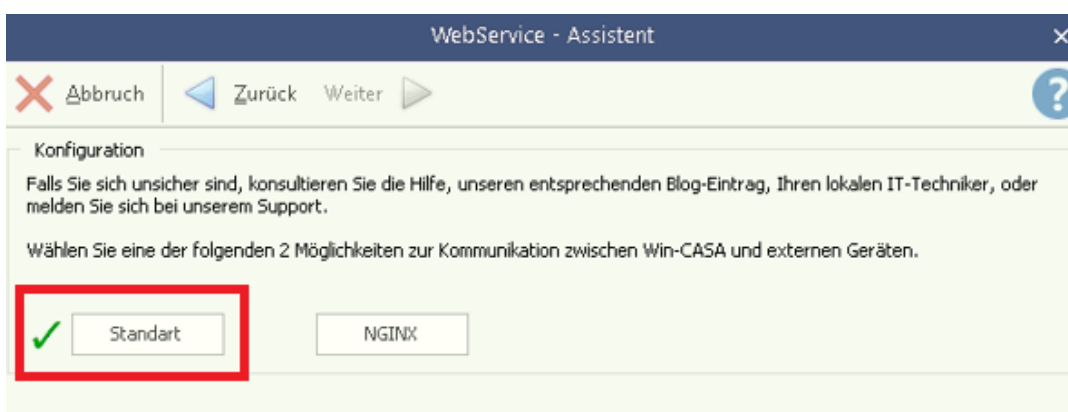 WebService - Assistent
Abbruch Zurück Weiter
Konfiguration
Falls Sie sich unsicher sind, konsultieren Sie die Hilfe, unseren entsprechenden Blog-Eintrag, Ihren lokalen IT-Techniker, oder
melden Sie sich bei unserem Support.
Wählen Sie eine der folgenden 2 Möglichkeiten zur Kommunikation zwischen Win-CASA und externen Geräten.
Standart NGINX